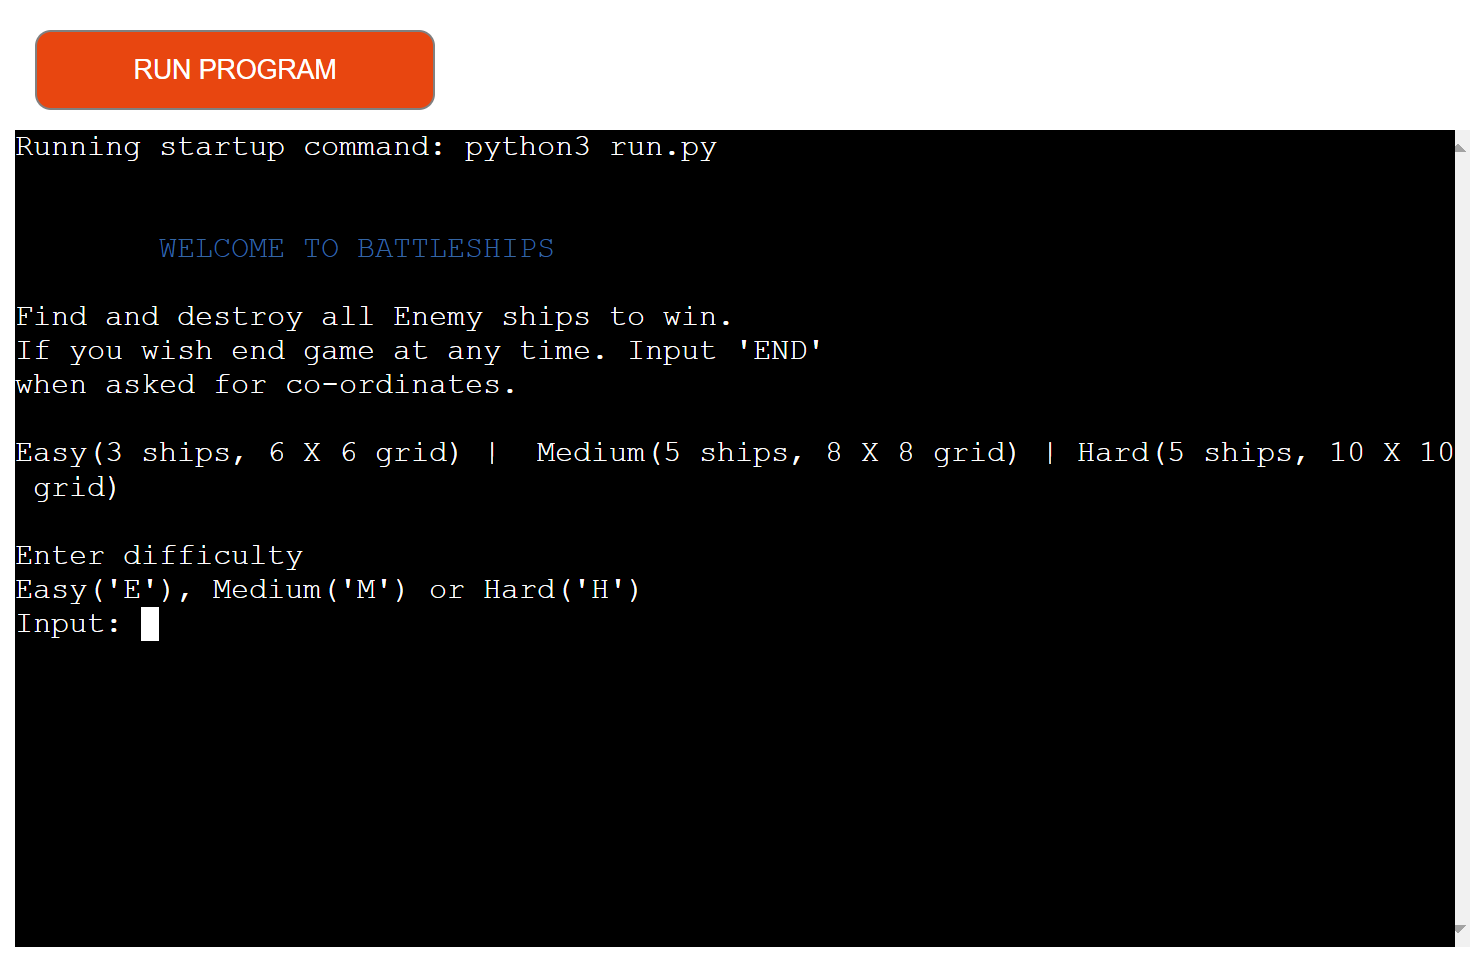 RUN PROGRAM
Running startup command: python3 run.py
WELCOME TO BATTLESHIPS
Find and destroy all Enemy ships to win.
If you wish end game at any time. Input 'END'
when asked for co-ordinates.
Easy(3 ships, 6 X 6 grid) |  Medium(5 ships, 8 X 8 grid) | Hard(5 ships, 10 X 10
grid)
Enter difficulty
Easy('E'), Medium('M') or Hard('H')
Input: